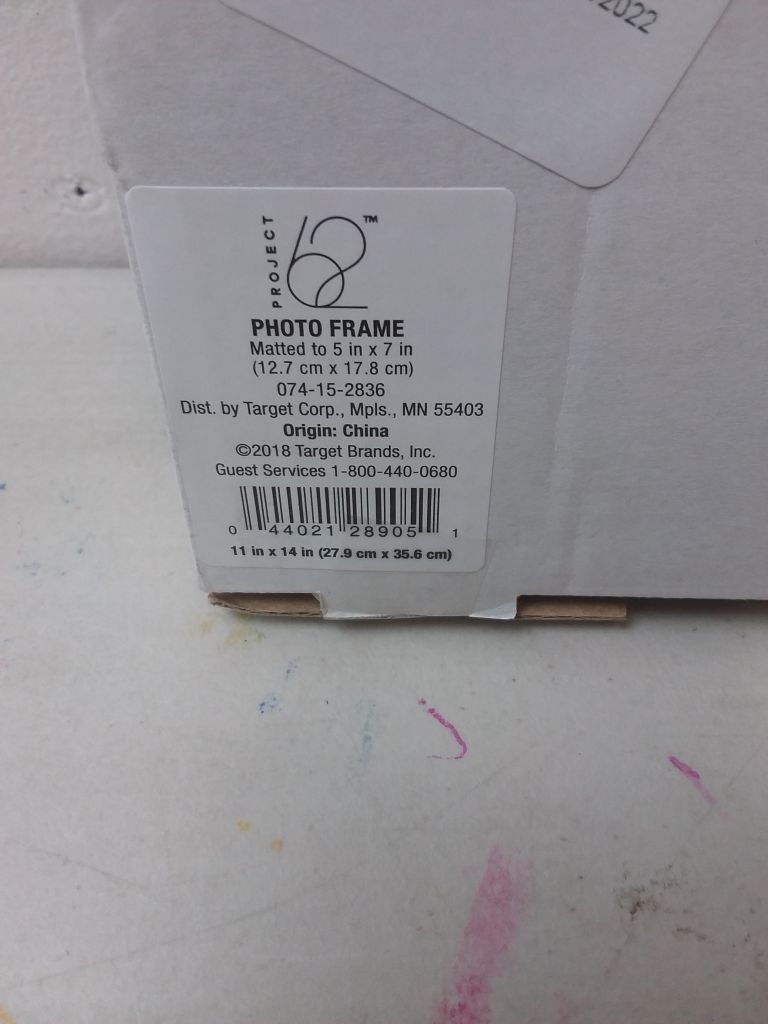 2022
PROJECT 62™
PHOTO FRAME
Matted to 5 in x 7 in
(12.7 cm x 17.8 cm)
074-15-2836
Dist. by Target Corp., Mpls., MN 55403
Origin: China
©2018 Target Brands, Inc.
Guest Services 1-800-440-0680
0 44021 28905 1
11 in x 14 in (27.9 cm x 35.6 cm)